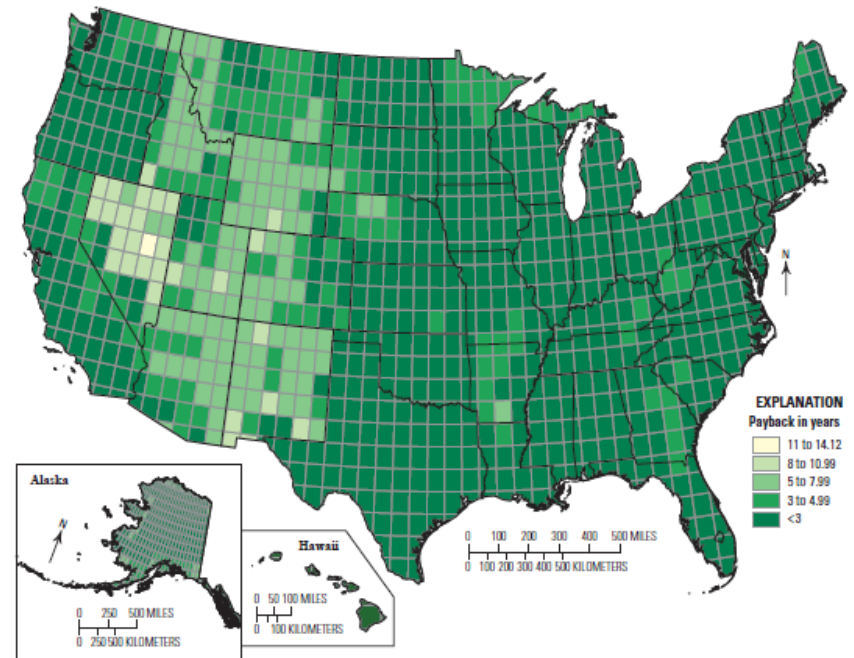 N
EXPLANATION
Payback in years
11 to 14.12
8 to 10.99
5 to 7.99
3 to 4.99
<3
Alaska
N
0 250 500 MILES
0 250 500 KILOMETERS
Hawaii
0 50 100 MILES
0 100 KILOMETERS
0 100 200 300 400 500 MILES
0 100 200 300 400 500 KILOMETERS